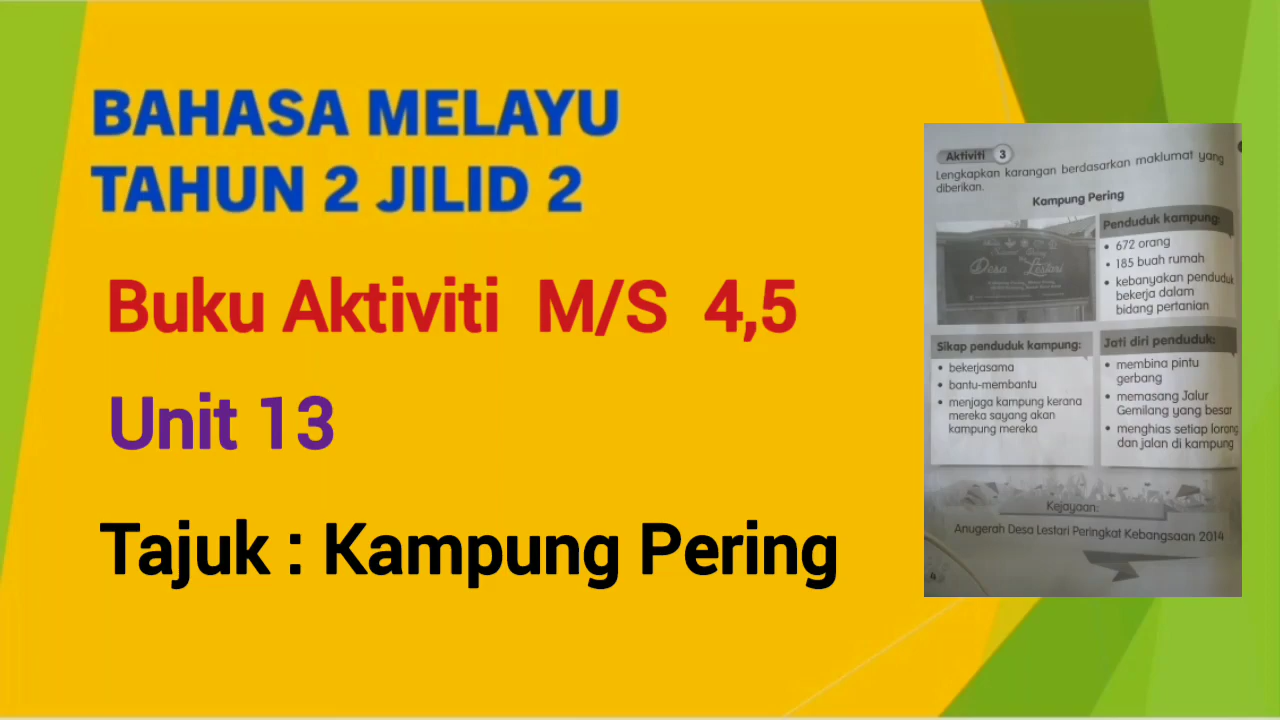 BAHASA MELAYU
TAHUN 2 JILID 2
Buku Aktiviti M/S 4,5
Unit 13
Tajuk : Kampung Pering
Aktiviti 3
Lengkapkan karangan berdasarkan maklumat yang
diberikan.
Kampung Pering
Desa Lestari
Penduduk kampung:
• 672 orang
• 185 buah rumah
• kebanyakan penduduk
bekerja dalam
bidang pertanian
Sikap penduduk kampung:
• bekerjasama
• bantu-membantu
• menjaga kampung kerana
mereka sayang akan
kampung mereka
Jati diri penduduk:
• membina pintu
gerbang
• memasang Jalur
Gemilang yang besar
• menghias setiap lorong
dan jalan di kampung
Kejayaan:
Anugerah Desa Lestari Peringkat Kebangsaan 2014
4